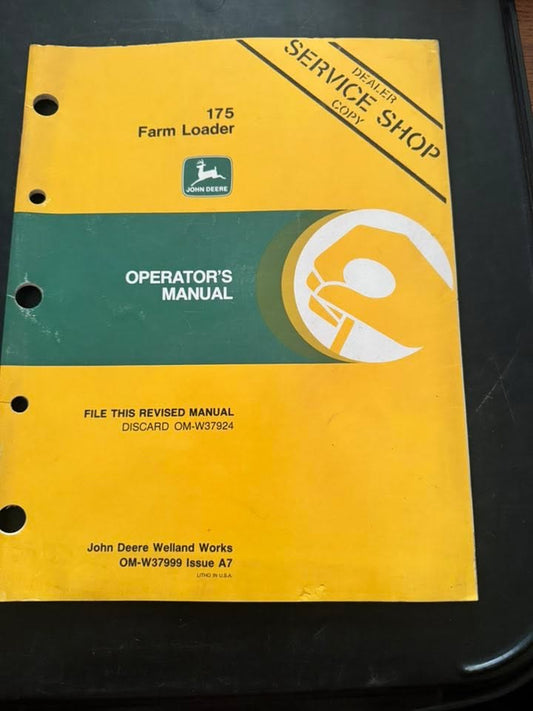 DEALER
SERVICE SHOP
COPY
175
Farm Loader
JOHN DEERE
OPERATOR'S
MANUAL
FILE THIS REVISED MANUAL
DISCARD OM-W37924
John Deere Welland Works
OM-W37999 Issue A7
LITHO IN U.S.A.